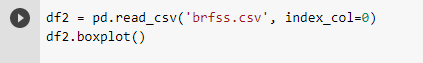 df2 = pd.read_csv('brfss.csv', index_col=0)
df2.boxplot()